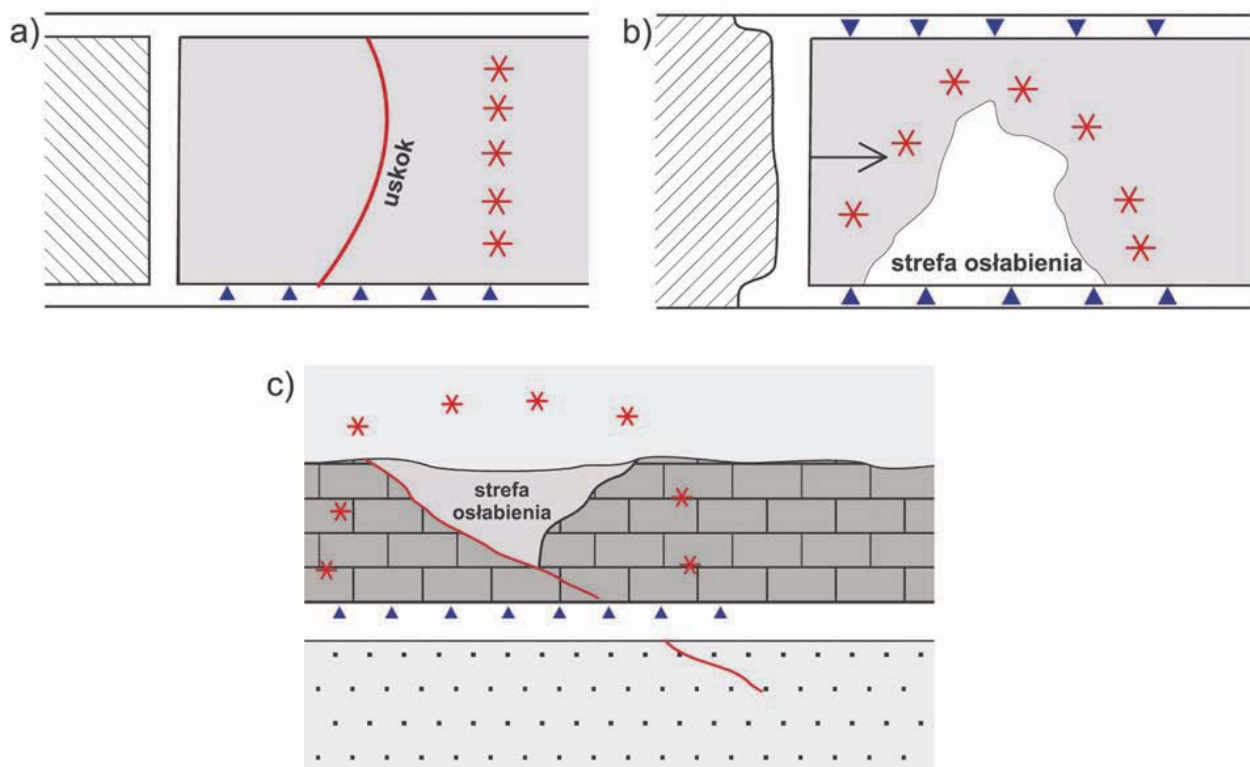 a)
uskok
b)
strefa osłabienia
c)
strefa
osłabienia